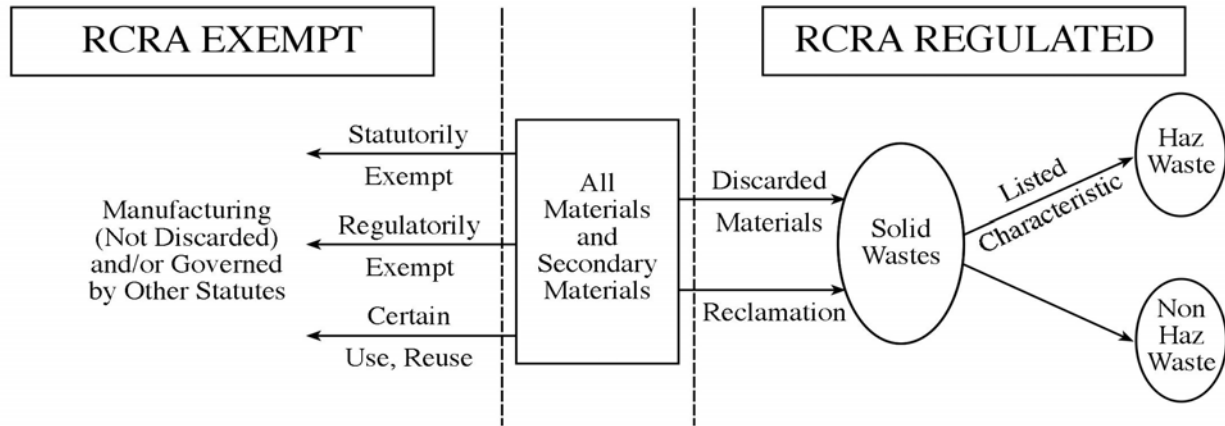 RCRA EXEMPT
RCRA REGULATED
Statutorily
Exempt
Manufacturing
(Not Discarded)
and/or Governed
by Other Statutes
Regulatorily
Exempt
Certain
Use, Reuse
All
Materials
and
Secondary
Materials
Discarded
Materials
Reclamation
Solid
Wastes
Listed
Characteristic
Haz
Waste
Non
Haz
Waste